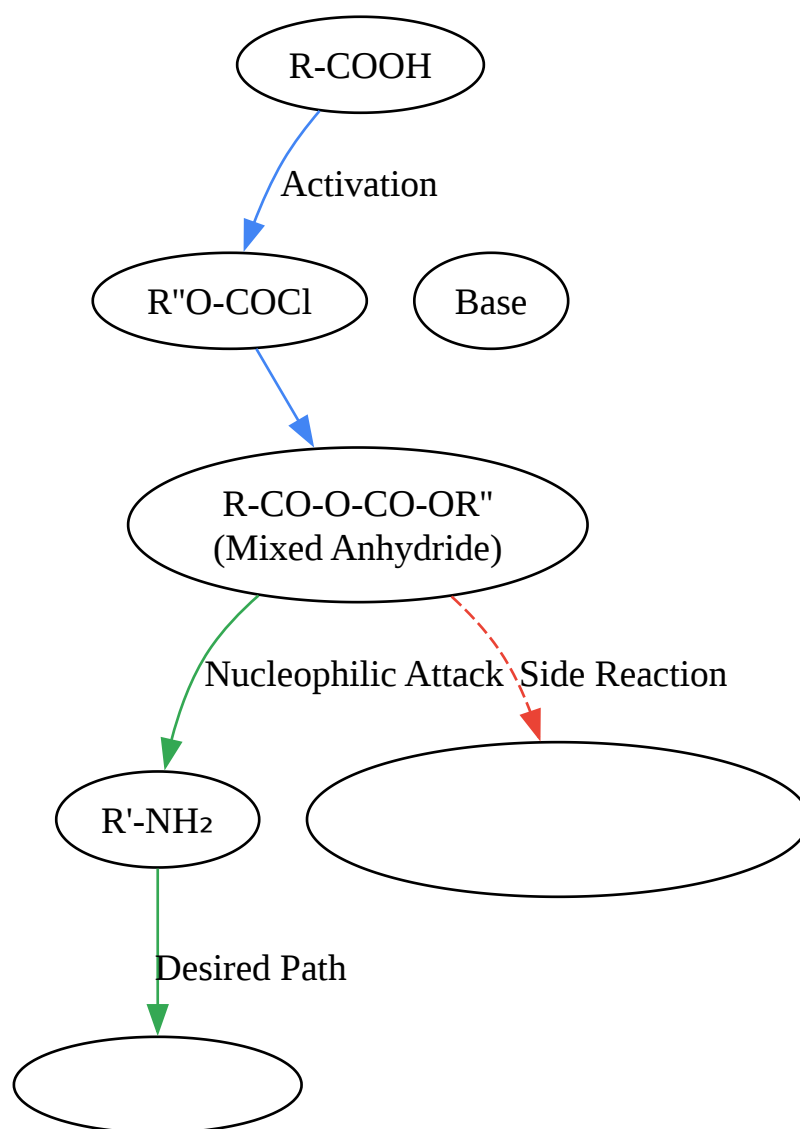 R-COOH
Activation
R"O-COCl
Base
R-CO-O-CO-OR"
(Mixed Anhydride)
Nucleophilic Attack
Side Reaction
R'-NH₂
Desired Path